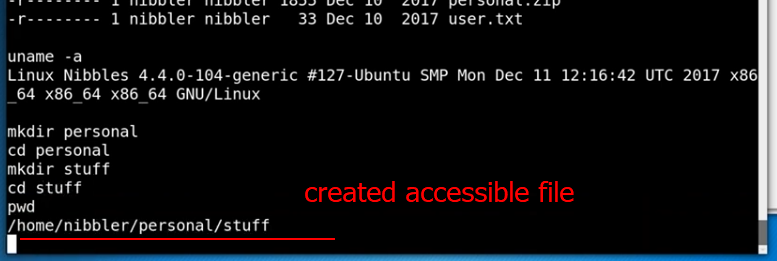 -r-------- 1 nibbler nibbler 1855 Dec 10  2017 personal.zip
-r-------- 1 nibbler nibbler   33 Dec 10  2017 user.txt
uname -a
Linux Nibbles 4.4.0-104-generic #127-Ubuntu SMP Mon Dec 11 12:16:42 UTC 2017 x86
_64 x86_64 x86_64 GNU/Linux
mkdir personal
cd personal
mkdir stuff
cd stuff
created accessible file
pwd
/home/nibbler/personal/stuff